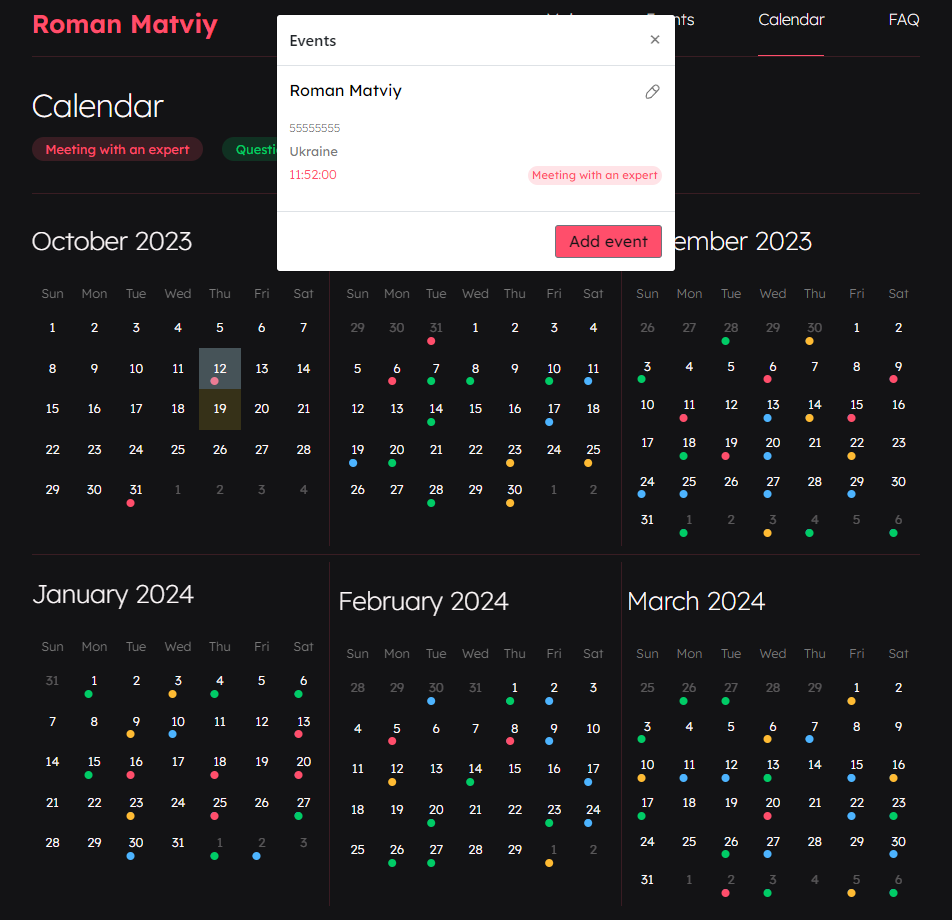 Roman Matviy
Calendar
FAQ
Events
×
Roman Matviy
55555555
Ukraine
11:52:00
Meeting with an expert
Add event
Calendar
Meeting with an expert
October 2023
Sun Mon Tue Wed Thu Fri Sat
1 2 3 4 5 6 7
8 9 10 11 12 13 14
15 16 17 18 19 20 21
22 23 24 25 26 27 28
29 30 31 1 2 3 4
Sun Mon Tue Wed Thu Fri Sat
29 30 31 1 2 3 4
5 6 7 8 9 10 11
12 13 14 15 16 17 18
19 20 21 22 23 24 25
26 27 28 29 30 1 2
ember 2023
Sun Mon Tue Wed Thu Fri Sat
26 27 28 29 30 1 2
3 4 5 6 7 8 9
10 11 12 13 14 15 16
17 18 19 20 21 22 23
24 25 26 27 28 29 30
31 1 2 3 4 5 6
January 2024
Sun Mon Tue Wed Thu Fri Sat
31 1 2 3 4 5 6
7 8 9 10 11 12 13
14 15 16 17 18 19 20
21 22 23 24 25 26 27
28 29 30 31 1 2 3
February 2024
Sun Mon Tue Wed Thu Fri Sat
28 29 30 31 1 2 3
4 5 6 7 8 9 10
11 12 13 14 15 16 17
18 19 20 21 22 23 24
25 26 27 28 29 1 2
March 2024
Sun Mon Tue Wed Thu Fri Sat
25 26 27 28 29 1 2
3 4 5 6 7 8 9
10 11 12 13 14 15 16
17 18 19 20 21 22 23
24 25 26 27 28 29 30
31 1 2 3 4 5 6